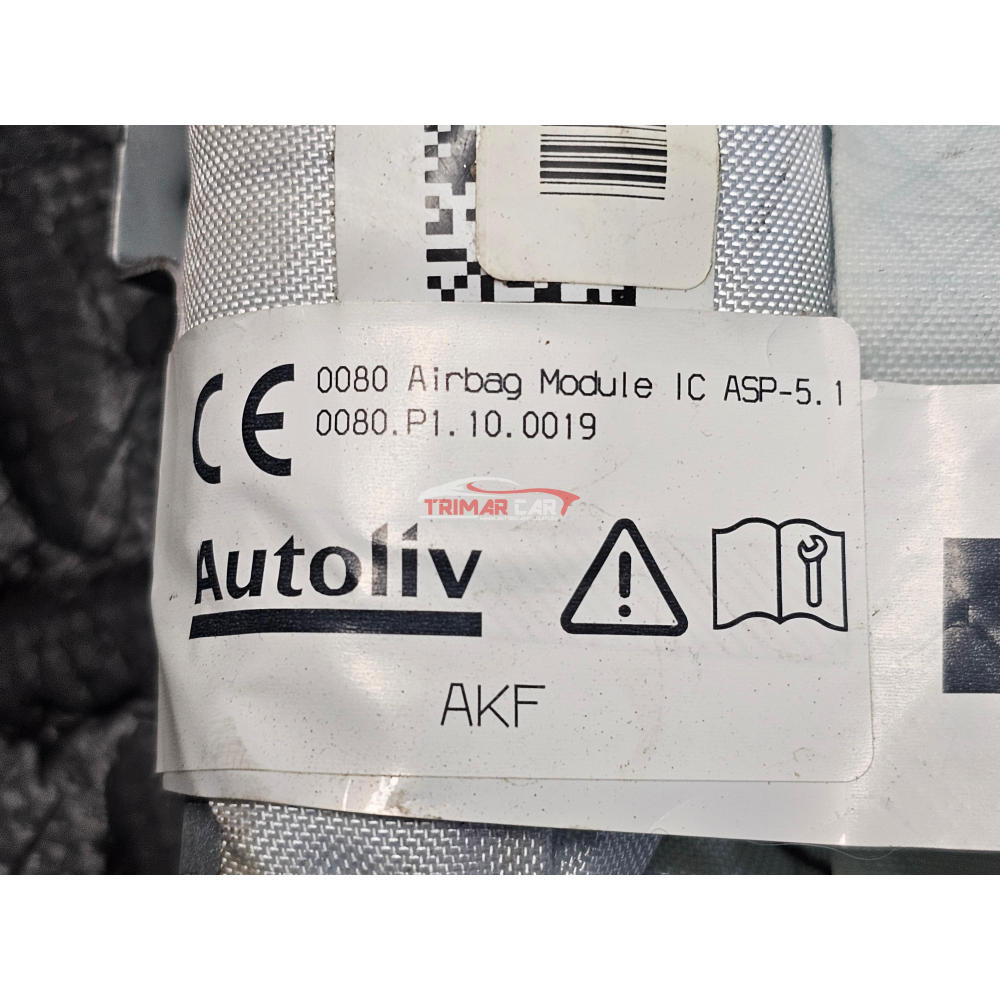 CE 0080 Airbag Module IC ASP-5.1
0080.P1.10.0019
TRIMAR CAR
Autoliv
AKF